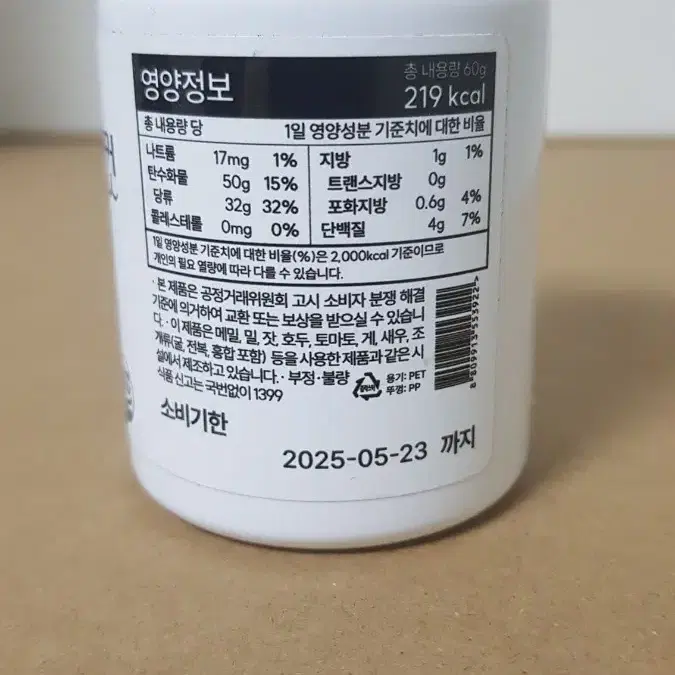 영양정보
총 내용량 60g
219 kcal
총 내용량 당 1일 영양성분 기준치에 대한 비율
나트륨 17mg 1% 지방 1g 1%
탄수화물 50g 15% 트랜스지방 0g
당류 32g 32% 포화지방 0.6g 4%
콜레스테롤 0mg 0% 단백질 4g 7%
1일 영양성분 기준치에 대한 비율(%)은 2,000kcal 기준이므로
개인의 필요 열량에 따라 다를 수 있습니다.
· 본 제품은 공정거래위원회 고시 소비자 분쟁 해결
기준에 의거하여 교환 또는 보상을 받으실 수 있습니
다. · 이 제품은 메밀, 밀, 잣, 호두, 토마토, 게, 새우, 조
개류(굴, 전복, 홍합 포함) 등을 사용한 제품과 같은 시
설에서 제조하고 있습니다. · 부정·불량
식품 신고는 국번없이 1399
용기: PET
뚜껑: PP
소비기한
2025-05-23 까지